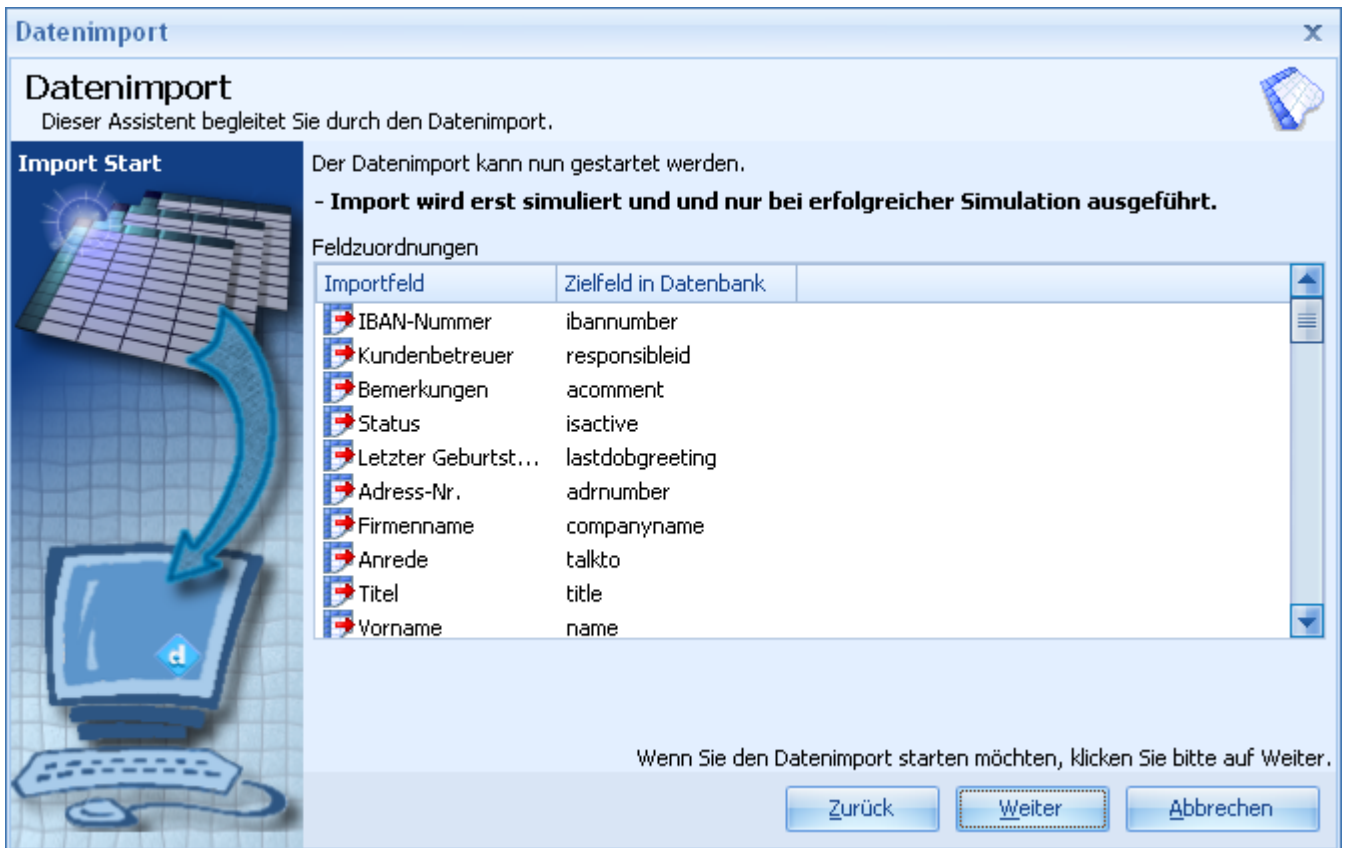 Datenimport
Datenimport
Dieser Assistent begleitet Sie durch den Datenimport.
Import Start
Der Datenimport kann nun gestartet werden.
- Import wird erst simuliert und und nur bei erfolgreicher Simulation ausgeführt.
Feldzuordnungen
Importfeld Zielfeld in Datenbank
IBAN-Nummer ibannumber
Kundenbetreuer responsibleid
Bemerkungen acomment
Status isactive
Letzter Geburtst... lastdobgreeting
Adress-Nr. adrnumber
Firmenname companyname
Anrede talkto
Titel title
Vorname name
d
Wenn Sie den Datenimport starten möchten, klicken Sie bitte auf Weiter.
Zurück Weiter Abbrechen